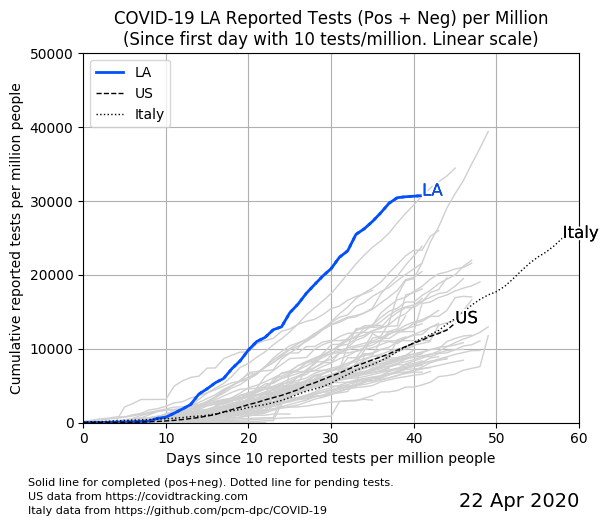 COVID-19 LA Reported Tests (Pos + Neg) per Million
(Since first day with 10 tests/million. Linear scale)
50000
40000
30000
20000
10000
0
Cumulative reported tests per million people
LA
US
Italy
LA
Italy
US
0 10 20 30 40 50 60
Days since 10 reported tests per million people
Solid line for completed (pos+neg). Dotted line for pending tests.
US data from https://covidtracking.com
Italy data from https://github.com/pcm-dpc/COVID-19
22 Apr 2020